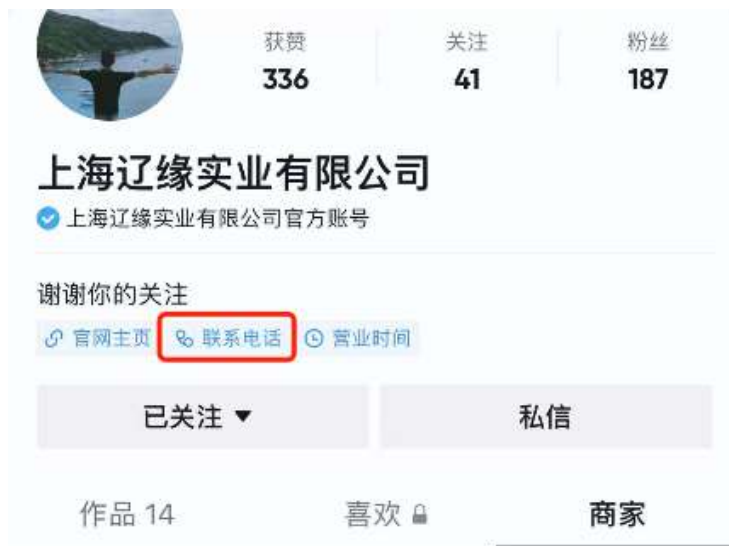 获赞 关注 粉丝
336 41 187
上海辽缘实业有限公司
上海辽缘实业有限公司官方账号
谢谢你的关注
官网主页 联系电话 营业时间
已关注 私信
作品 14 喜欢 商家